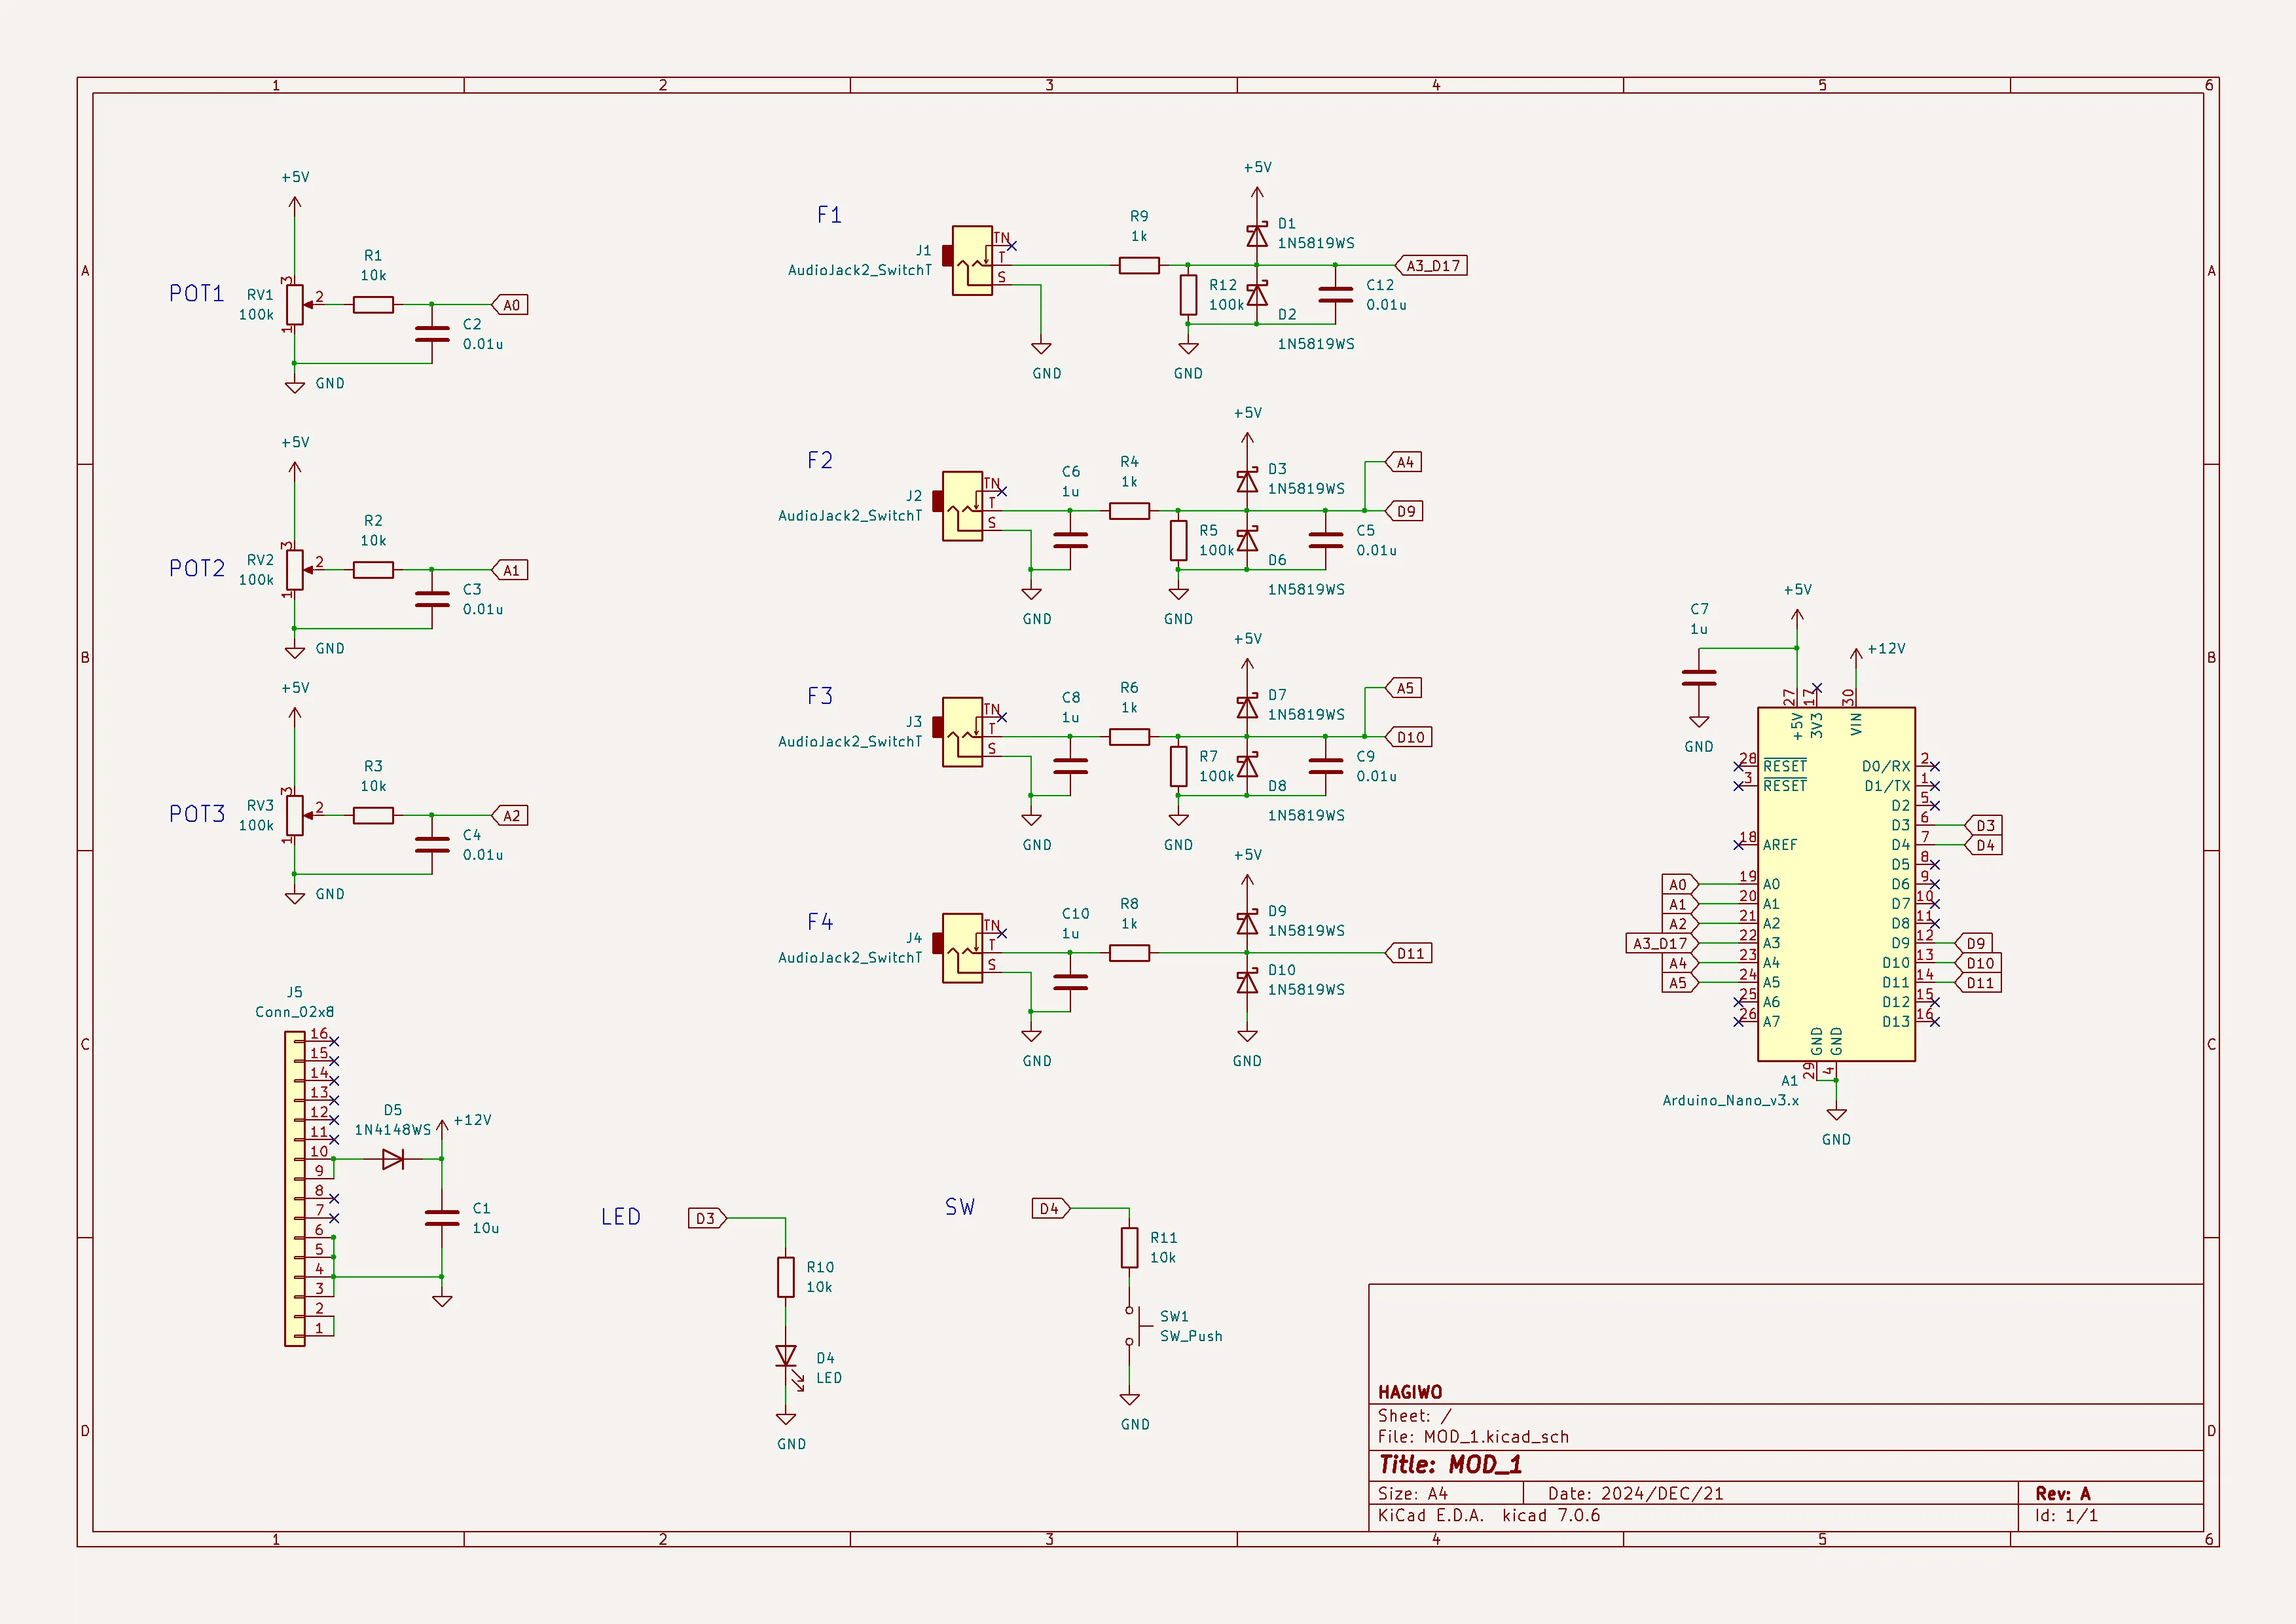 1 2 3 4 5 6
A
B
C
D
A
B
C
D
POT1
+5V
RV1
100k
3
2
1
R1
10k
A0
C2
0.01u
GND
POT2
+5V
RV2
100k
3
2
1
R2
10k
A1
C3
0.01u
GND
POT3
+5V
RV3
100k
3
2
1
R3
10k
A2
C4
0.01u
GND
J5
Conn_02x8
16
15
14
13
12
11
10
9
8
7
6
5
4
3
2
1
D5
1N4148WS
+12V
C1
10u
F1
J1
AudioJack2_SwitchT
TN
T
S
GND
R9
1k
R12
100k
GND
+5V
D1
1N5819WS
D2
1N5819WS
C12
0.01u
A3_D17
F2
J2
AudioJack2_SwitchT
TN
T
S
C6
1u
GND
R4
1k
R5
100k
GND
+5V
D3
1N5819WS
D6
1N5819WS
C5
0.01u
A4
D9
F3
J3
AudioJack2_SwitchT
TN
T
S
C8
1u
GND
R6
1k
R7
100k
GND
+5V
D7
1N5819WS
D8
1N5819WS
C9
0.01u
A5
D10
F4
J4
AudioJack2_SwitchT
TN
T
S
C10
1u
GND
R8
1k
+5V
D9
1N5819WS
D10
1N5819WS
GND
D11
LED
D3
R10
10k
D4
LED
GND
SW
D4
R11
10k
SW1
SW_Push
GND
C7
1u
GND
+5V
+12V
27
17
30
+5V
3V3
VIN
28 RESET
3 RESET
18 AREF
A0 19 A0
A1 20 A1
A2 21 A2
A3_D17 22 A3
A4 23 A4
A5 24 A5
25 A6
26 A7
D0/RX 2
D1/TX 1
D2 5
D3 6 D3
D4 7 D4
D5 8
D6 9
D7 10
D8 11
D9 12 D9
D10 13 D10
D11 14 D11
D12 15
D13 16
GND
GND
29
4
A1
Arduino_Nano_v3.x
GND
HAGIWO
Sheet: /
File: MOD_1.kicad_sch
Title: MOD_1
Size: A4 Date: 2024/DEC/21 Rev: A
KiCad E.D.A. kicad 7.0.6 Id: 1/1
1 2 3 4 5 6